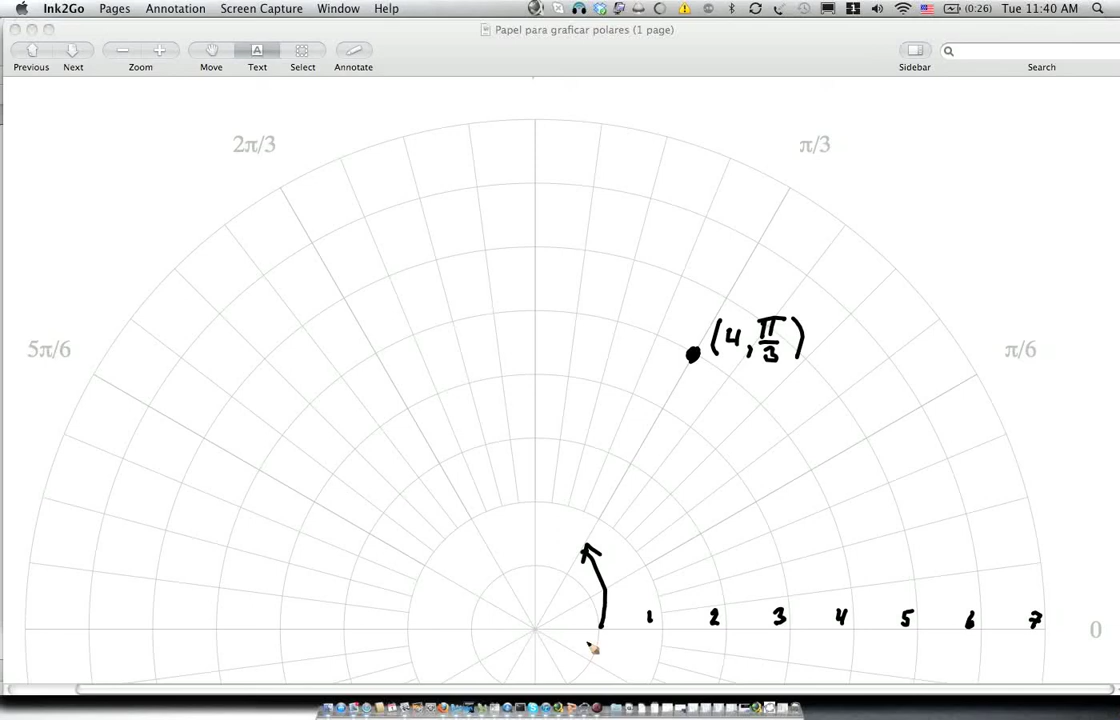 Ink2Go Pages Annotation Screen Capture Window Help (0:26) Tue 11:40 AM
Papel para graficar polares (1 page)
Previous Next Zoom Move Text Select Annotate Sidebar Search
2π/3 π/3
(4, π/3)
5π/6 π/6
1 2 3 4 5 6 7 0